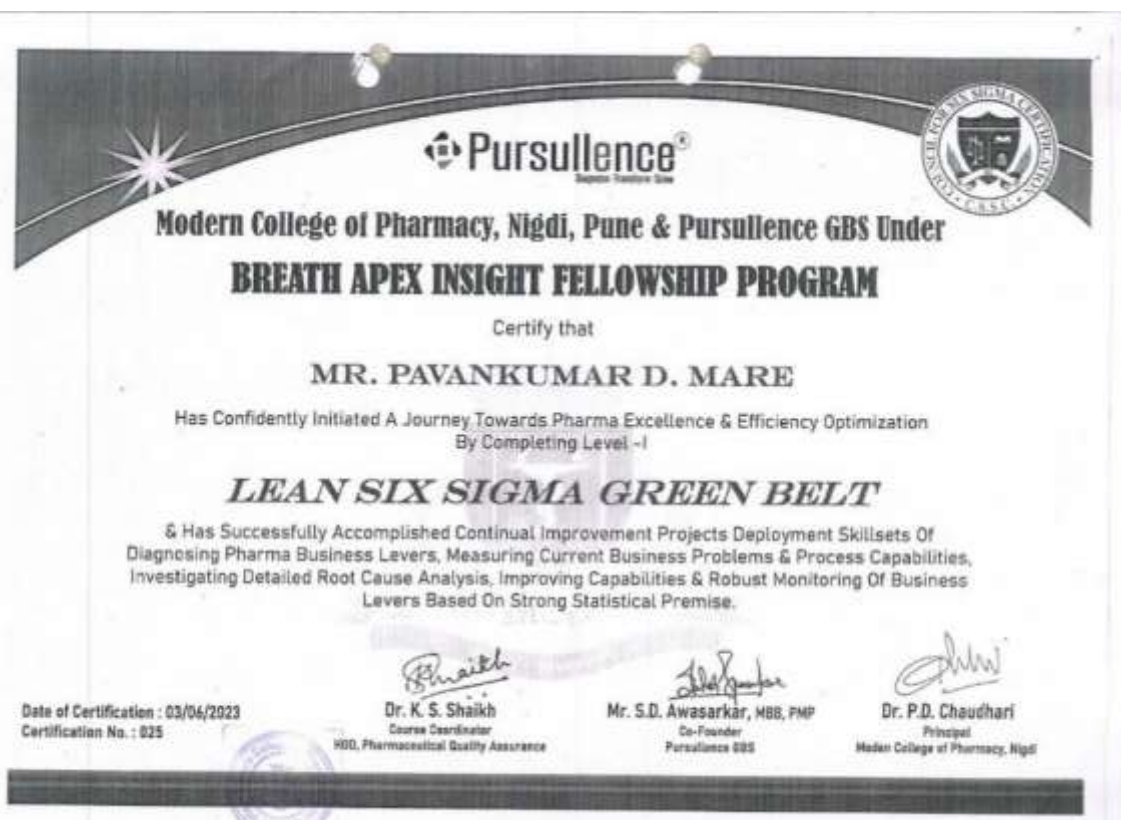 Pursullence®
COUNCIL FOR SIX SIGMA CERTIFICATION
C.S.S.C.
Modern College of Pharmacy, Nigdi, Pune & Pursullence GBS Under
BREATH APEX INSIGHT FELLOWSHIP PROGRAM
Certify that
MR. PAVANKUMAR D. MARE
Has Confidently Initiated A Journey Towards Pharma Excellence & Efficiency Optimization
By Completing Level -I
LEAN SIX SIGMA GREEN BELT
& Has Successfully Accomplished Continual Improvement Projects Deployment Skillsets Of
Diagnosing Pharma Business Levers, Measuring Current Business Problems & Process Capabilities,
Investigating Detailed Root Cause Analysis, Improving Capabilities & Robust Monitoring Of Business
Levers Based On Strong Statistical Premise.
Date of Certification : 03/06/2023
Certification No. : 025
Dr. K. S. Shaikh
Course Coordinator
HOD, Pharmaceutical Quality Assurance
Mr. S.D. Awasarkar, MBB, PMP
Co-Founder
Pursullence GBS
Dr. P.D. Chaudhari
Principal
Moden College of Pharmacy, Nigdi